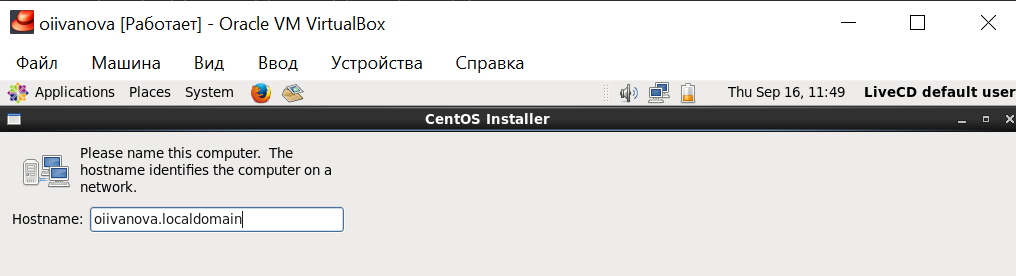 oiivanova [Работает] - Oracle VM VirtualBox
Файл Машина Вид Ввод Устройства Справка
Applications Places System Thu Sep 16, 11:49 LiveCD default user
CentOS Installer
Please name this computer. The
hostname identifies the computer on a
network.
Hostname: oiivanova.localdomain